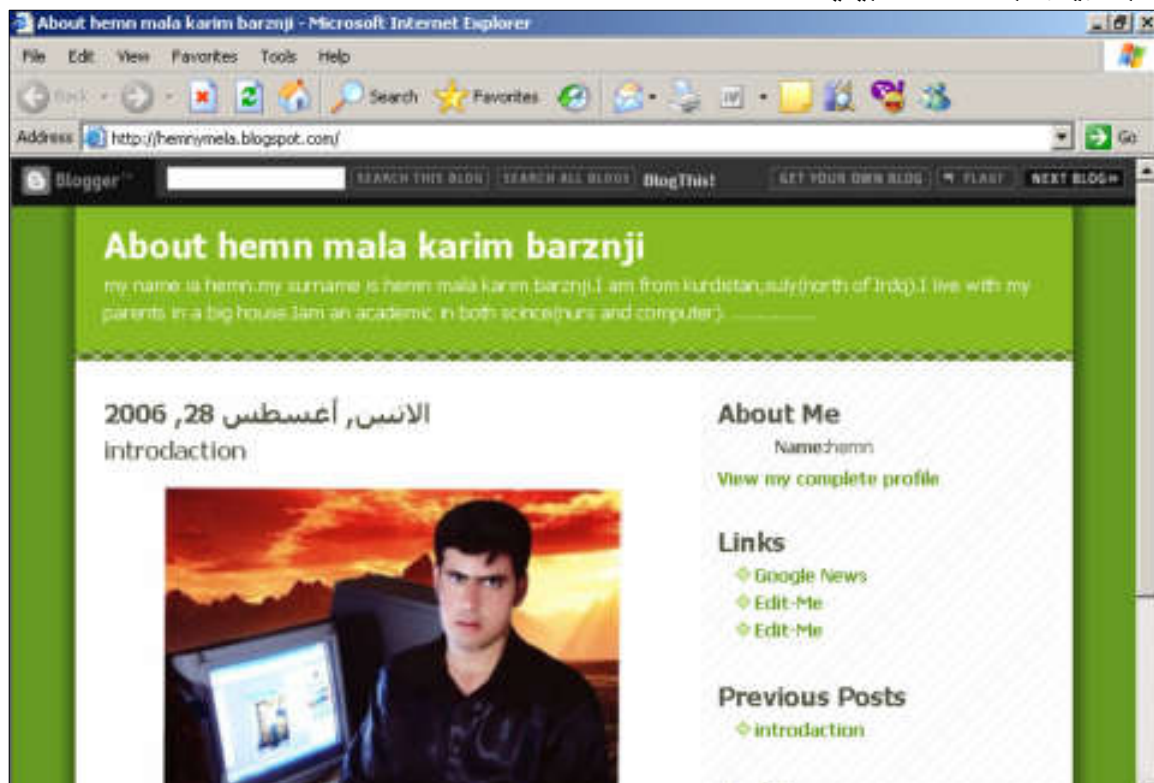 About hemn mala karim barznji - Microsoft Internet Explorer
File Edit View Favorites Tools Help
Back Search Favorites
Address http://hemnymela.blogspot.com/ Go
Blogger SEARCH THIS BLOG SEARCH ALL BLOGS BlogThis! GET YOUR OWN BLOG FLAG? NEXT BLOG»
About hemn mala karim barznji
my name is hemn.my surname is hemn mala karim barznji.I am from kurdistan,suly(north of Iraq).I live with my
parents in a big house.Iam an academic in both scince(nurs and computer). ................
الاثنين, أغسطس 28, 2006
introdaction
About Me
Name:hemn
View my complete profile
Links
Google News
Edit-Me
Edit-Me
Previous Posts
introdaction